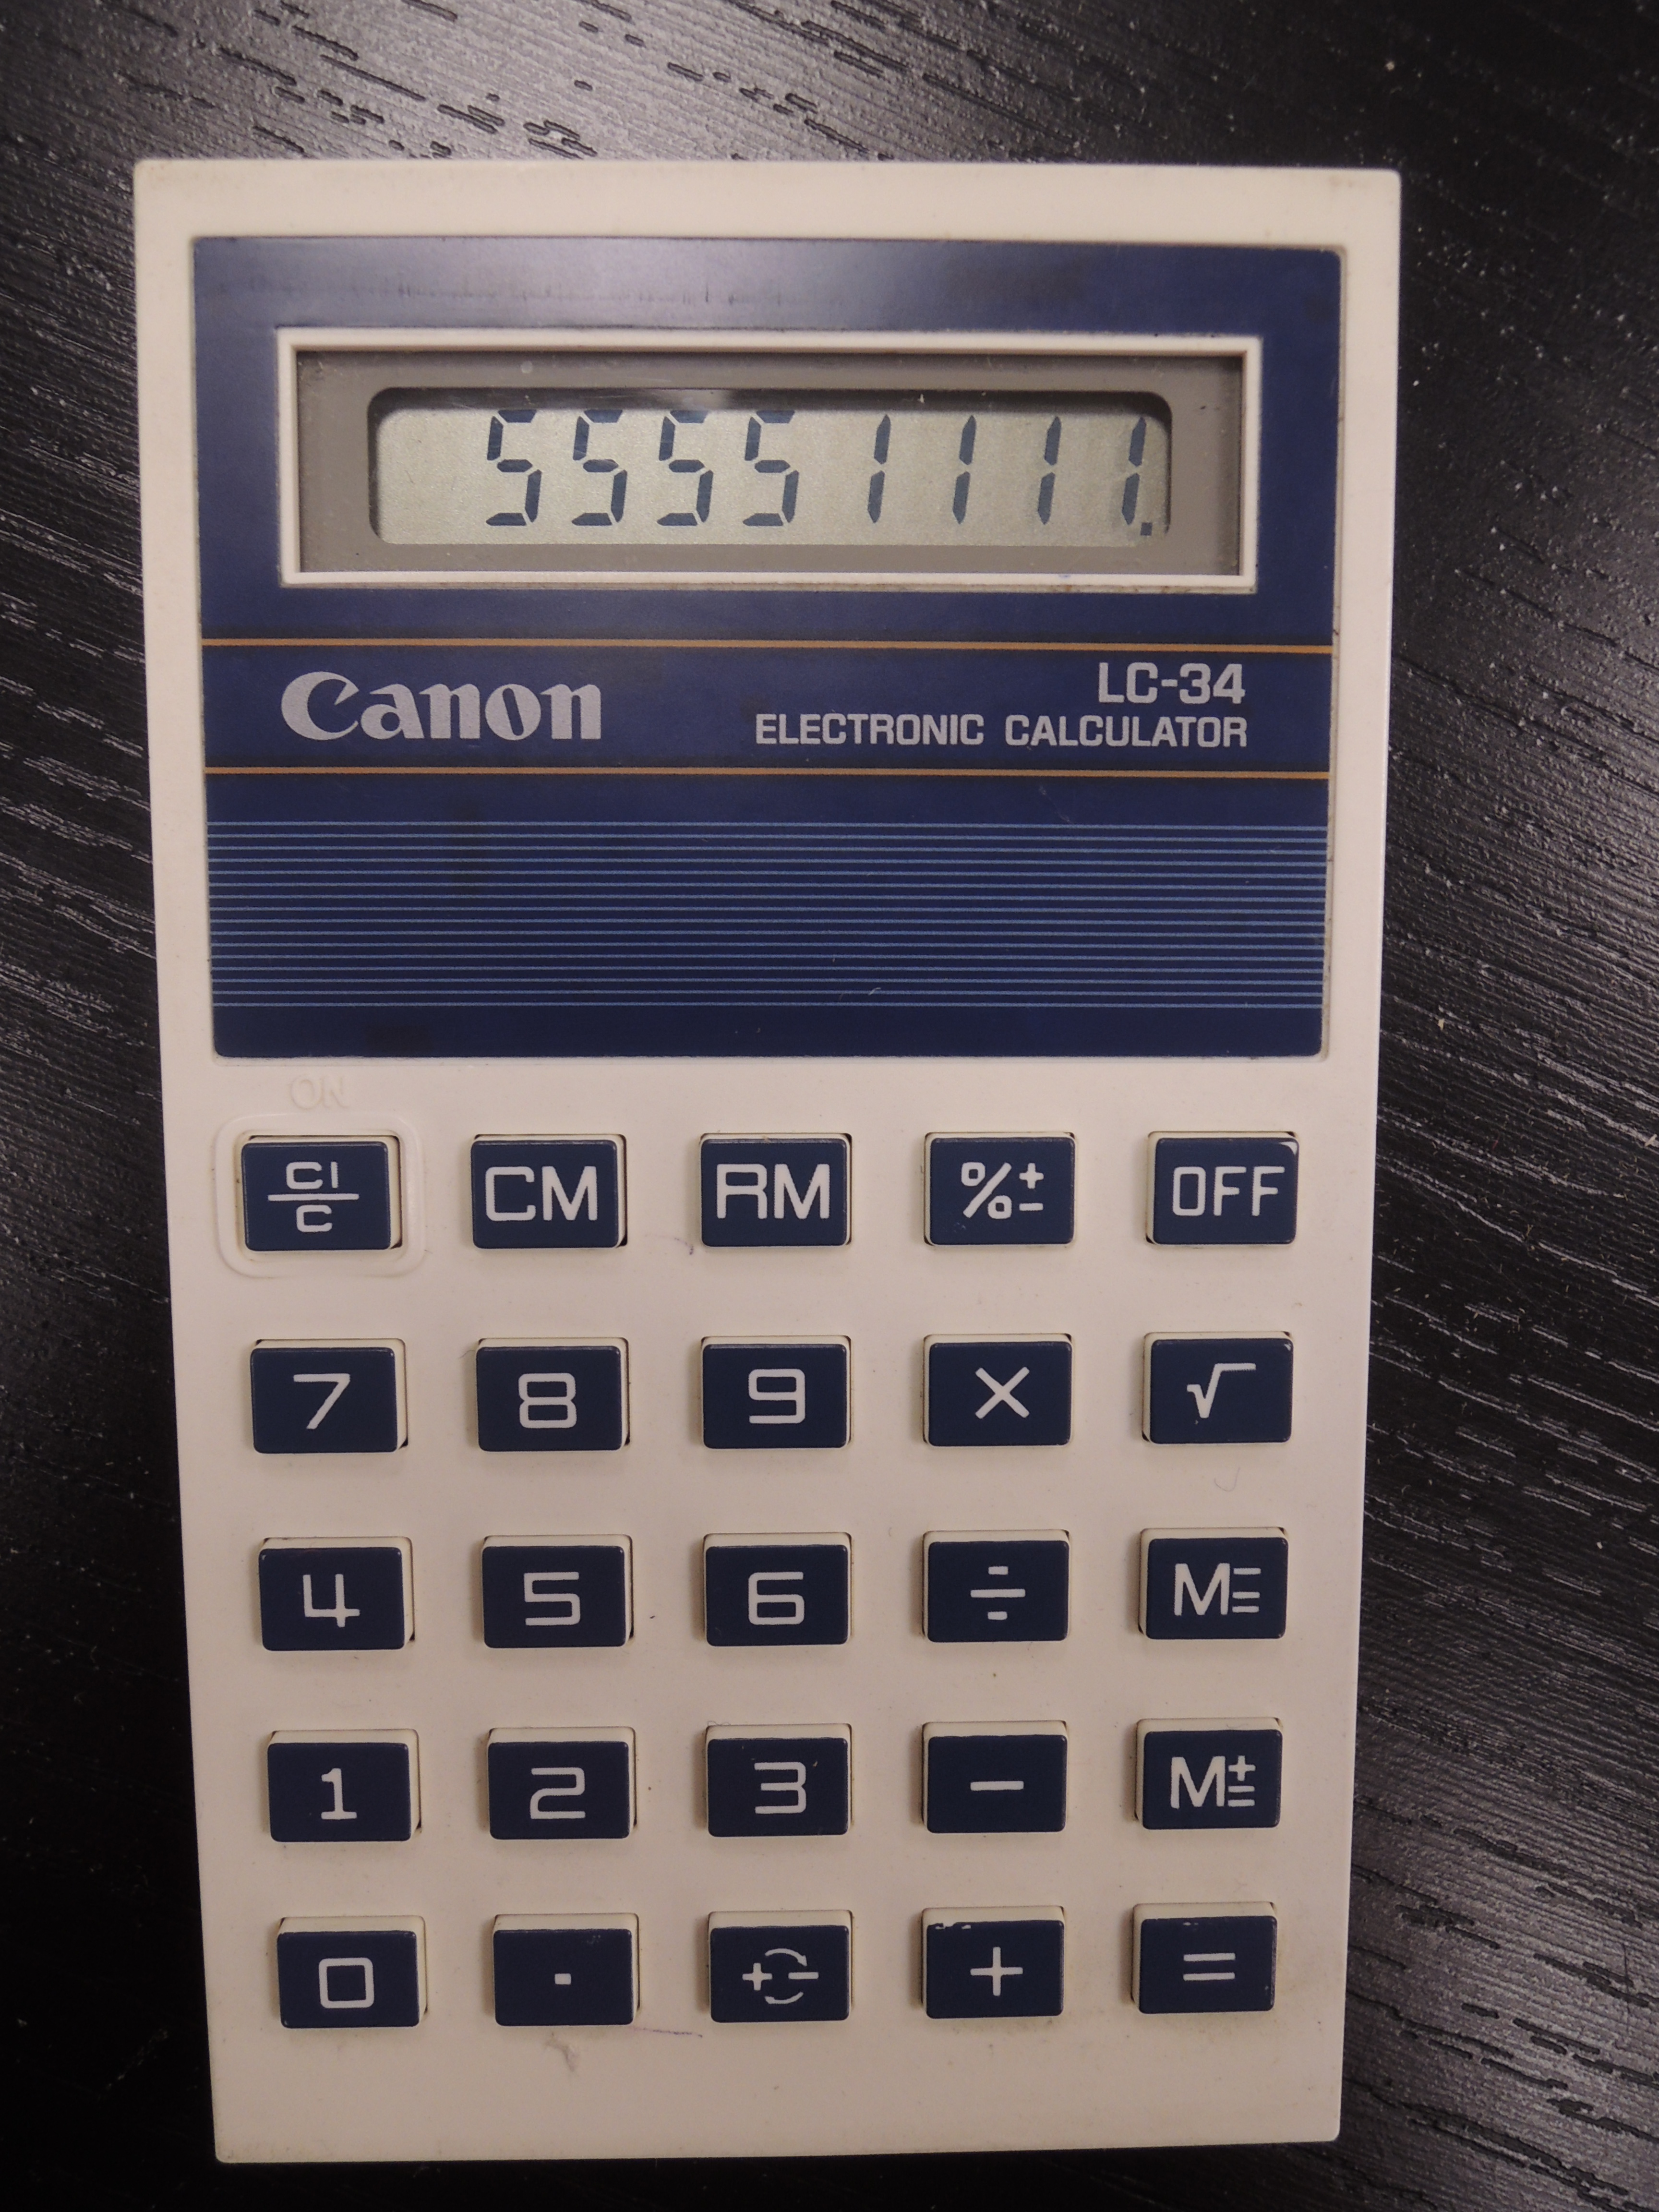 55551111.
Canon
LC-34
ELECTRONIC CALCULATOR
ON
CI/C CM RM %± OFF
7 8 9 × √
4 5 6 ÷ M=
1 2 3 − M±
0 . +− + =